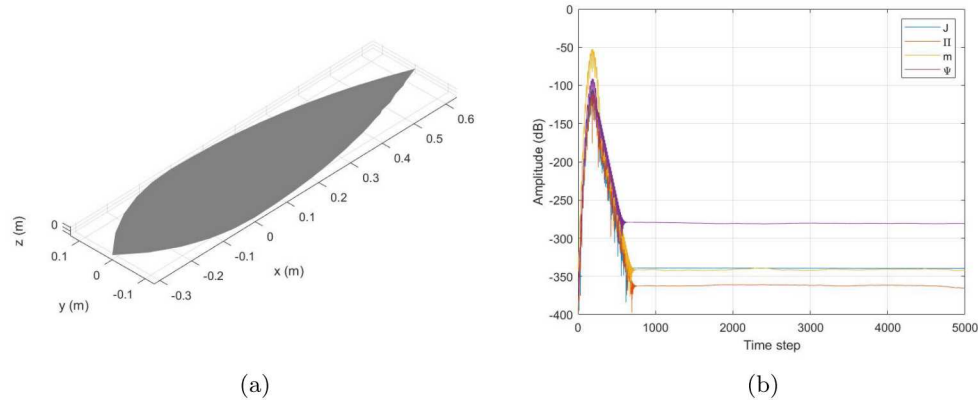 z (m)
0
0.1
0
-0.1
y (m)
-0.3
-0.2
-0.1
0
0.1
0.2
0.3
0.4
0.5
0.6
x (m)
(a)
0
-50
-100
-150
-200
-250
-300
-350
-400
Amplitude (dB)
0
1000
2000
3000
4000
5000
Time step
J
Π
m
Ψ
(b)